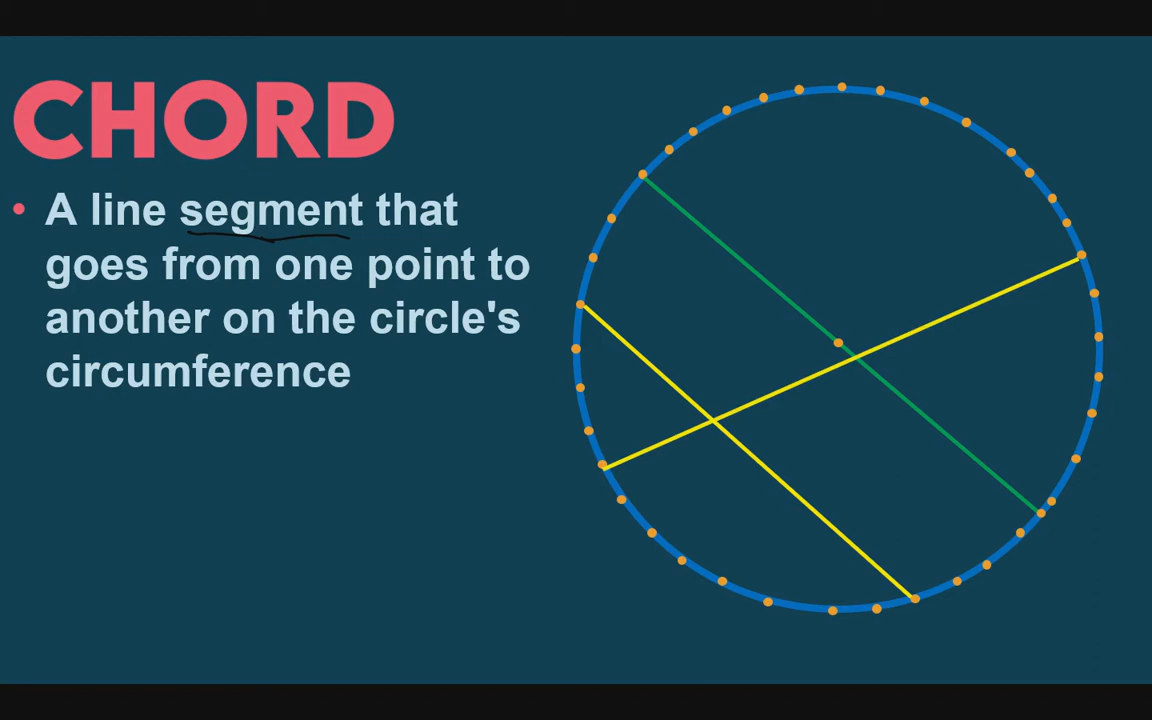 CHORD
• A line segment that
goes from one point to
another on the circle's
circumference